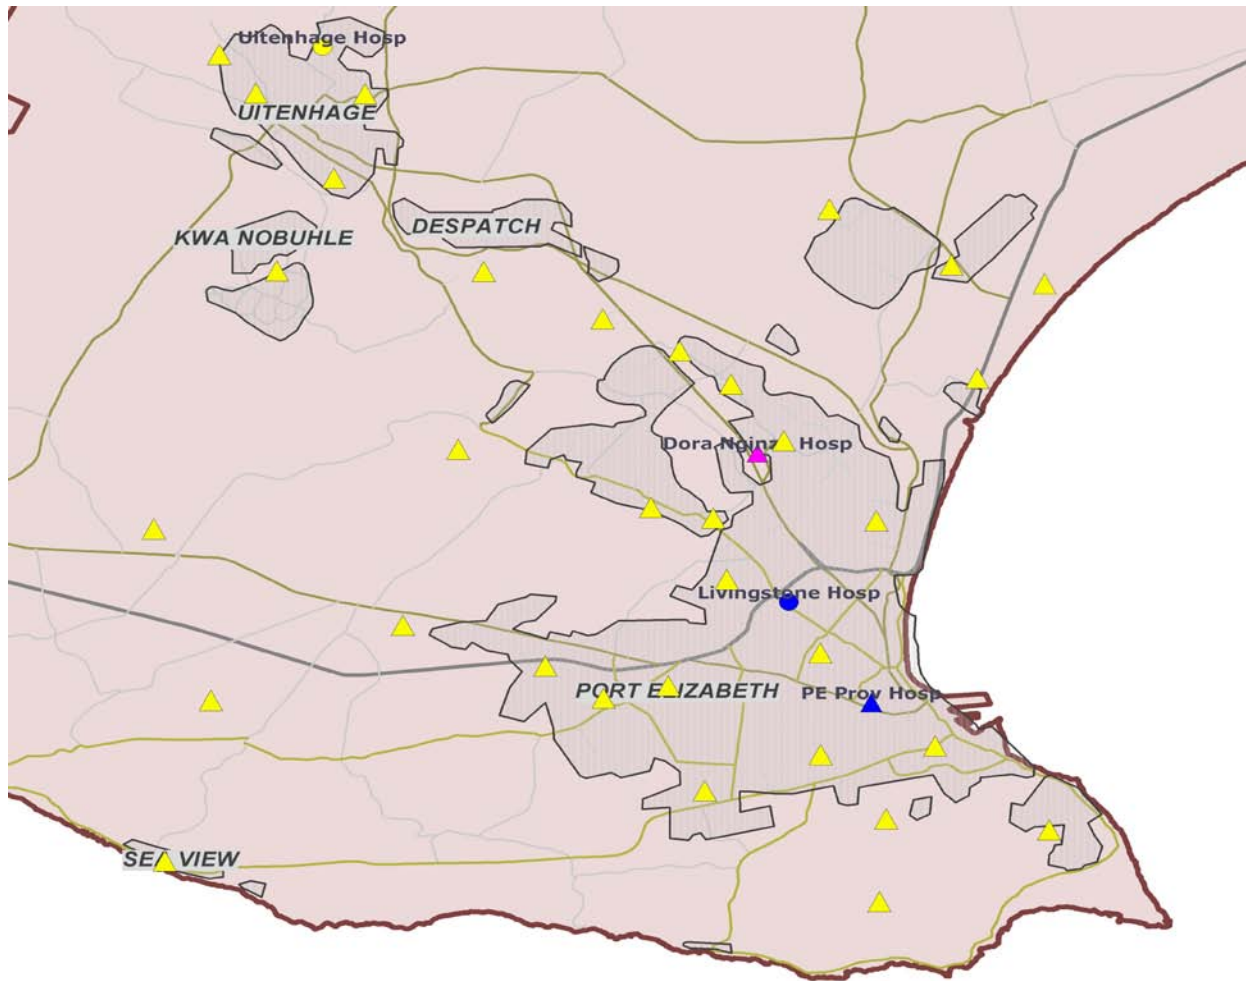 Uitenhage Hosp
UITENHAGE
DESPATCH
KWA NOBUHLE
Dora Nginza Hosp
Livingstone Hosp
PORT ELIZABETH
PE Prov Hosp
SEA VIEW